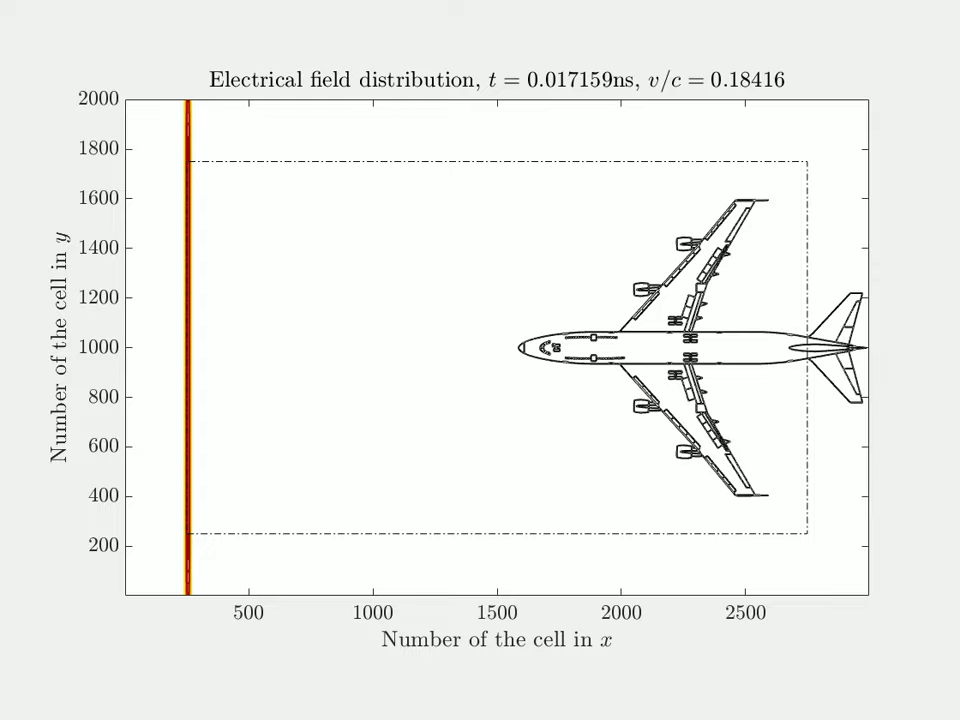 Electrical field distribution, t = 0.017159ns, v/c = 0.18416
2000
1800
1600
1400
1200
1000
800
600
400
200
Number of the cell in y
500 1000 1500 2000 2500
Number of the cell in x